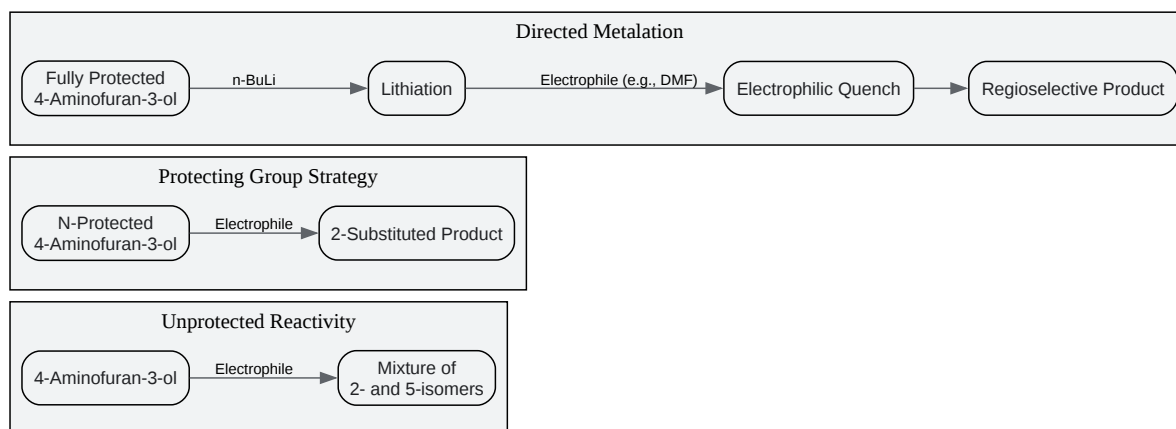 Directed Metalation
Fully Protected
4-Aminofuran-3-ol
n-BuLi
Lithiation
Electrophile (e.g., DMF)
Electrophilic Quench
Regioselective Product
Protecting Group Strategy
N-Protected
4-Aminofuran-3-ol
Electrophile
2-Substituted Product
Unprotected Reactivity
4-Aminofuran-3-ol
Electrophile
Mixture of
2- and 5-isomers